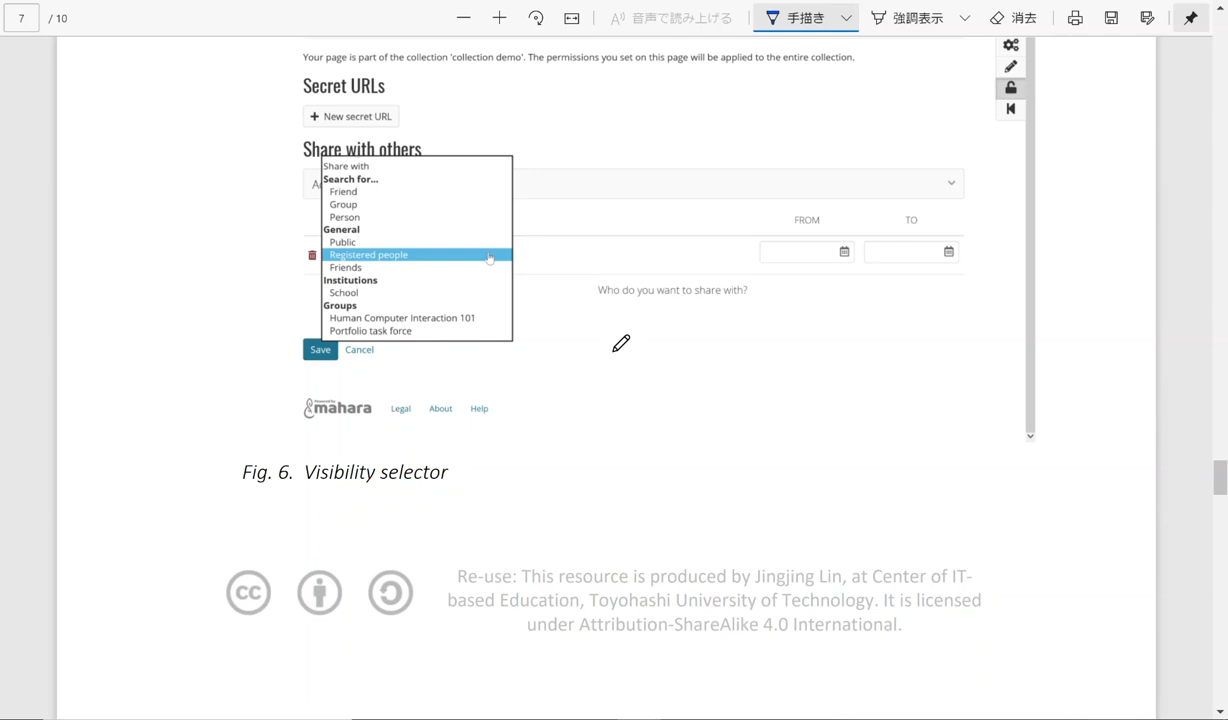 7 / 10
音声で読み上げる 手描き 強調表示 消去
Your page is part of the collection 'collection demo'. The permissions you set on this page will be applied to the entire collection.
Secret URLs
+ New secret URL
Share with others
Share with
Search for...
Friend
Group
Person
General
Public
Registered people
Friends
Institutions
School
Groups
Human Computer Interaction 101
Portfolio task force
FROM TO
Who do you want to share with?
Save Cancel
Powered by
mahara Legal About Help
Fig. 6. Visibility selector
Re-use: This resource is produced by Jingjing Lin, at Center of IT-
based Education, Toyohashi University of Technology. It is licensed
under Attribution-ShareAlike 4.0 International.